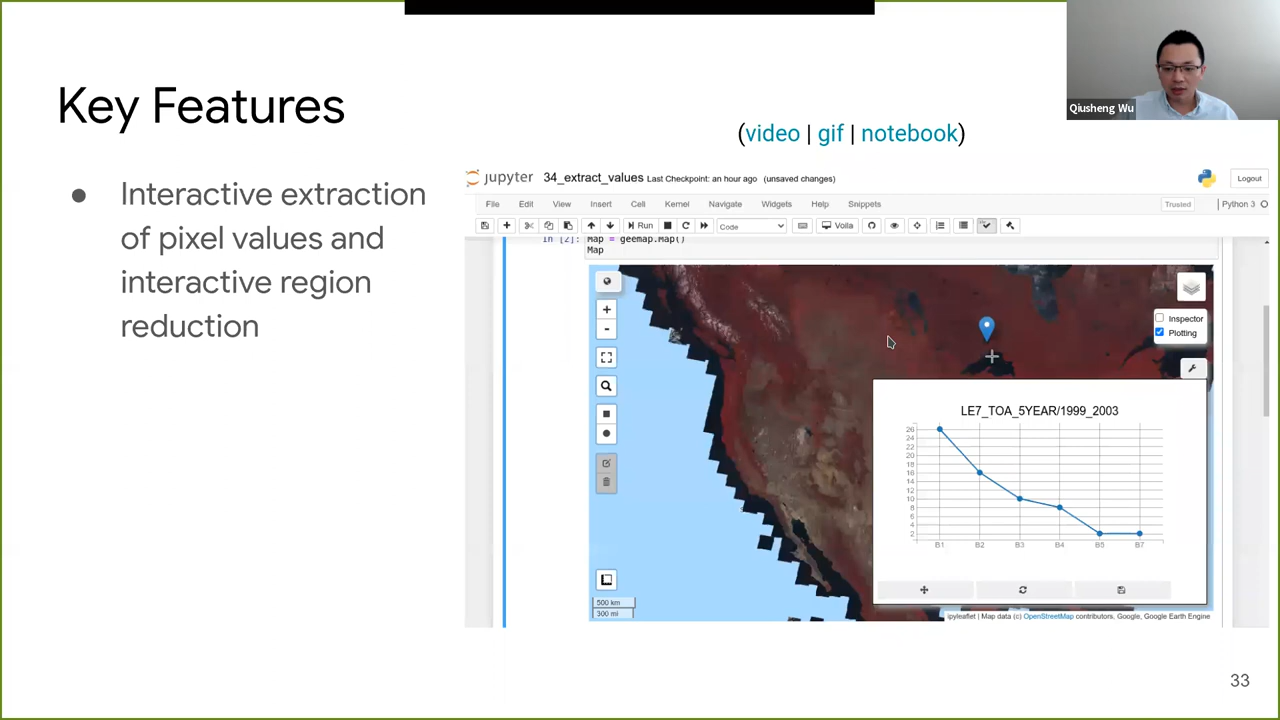 Qiusheng Wu
Key Features
(video | gif | notebook)
● Interactive extraction
of pixel values and
interactive region
reduction
jupyter 34_extract_values Last Checkpoint: an hour ago (unsaved changes)
Logout
File Edit View Insert Cell Kernel Navigate Widgets Help Snippets
Trusted | Python 3
Run Code Voila
In [2]: Map = geemap.Map()
Map
+
-
Inspector
Plotting
LE7_TOA_5YEAR/1999_2003
26
24
22
20
18
16
14
12
10
8
6
4
2
B1 B2 B3 B4 B5 B7
500 km
300 mi
ipyleaflet | Map data (c) OpenStreetMap contributors, Google, Google Earth Engine
33